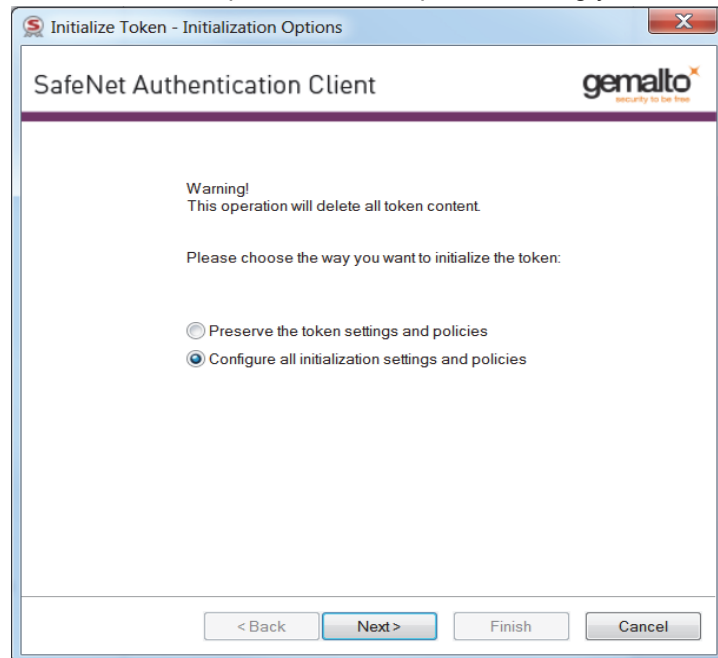 Initialize Token - Initialization Options
SafeNet Authentication Client
gemalto
security to be free
Warning!
This operation will delete all token content.
Please choose the way you want to initialize the token:
Preserve the token settings and policies
Configure all initialization settings and policies
< Back Next > Finish Cancel